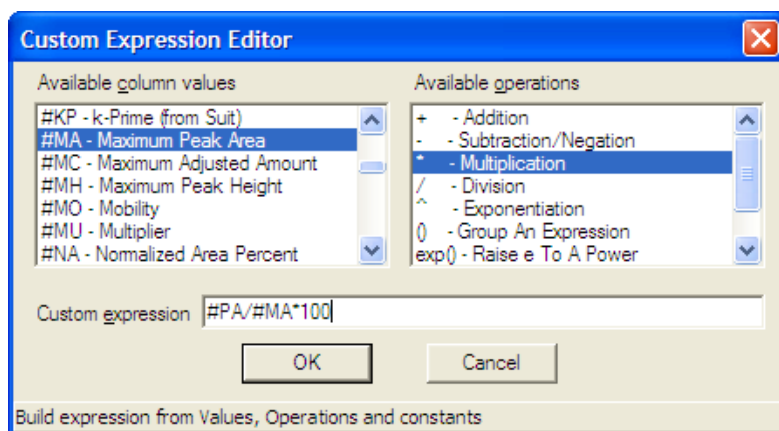 Custom Expression Editor
Available column values
#KP - k-Prime (from Suit)
#MA - Maximum Peak Area
#MC - Maximum Adjusted Amount
#MH - Maximum Peak Height
#MO - Mobility
#MU - Multiplier
#NA - Normalized Area Percent
Available operations
+ - Addition
- - Subtraction/Negation
* - Multiplication
/ - Division
^ - Exponentiation
() - Group An Expression
exp() - Raise e To A Power
Custom expression #PA/#MA*100
OK Cancel
Build expression from Values, Operations and constants